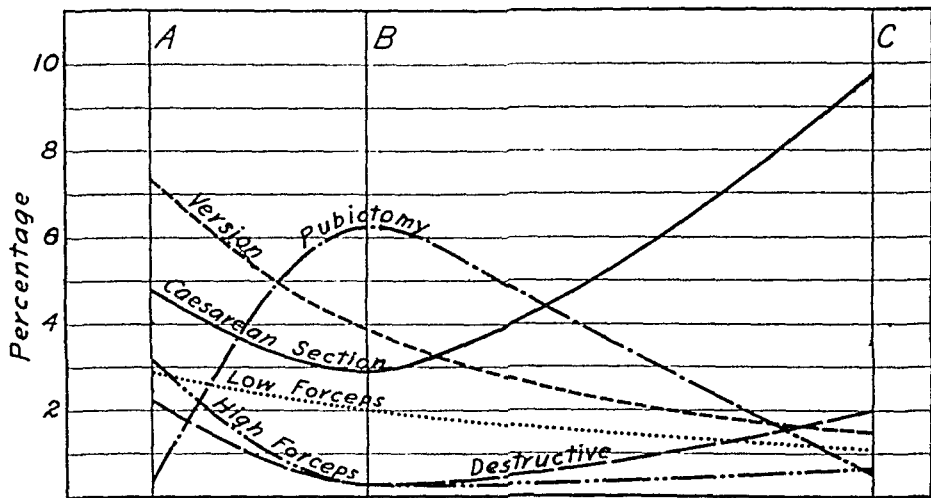 A
B
C
10
8
6
4
2
Percentage
Version
Pubiotomy
Caesarean Section
Low Forceps
High Forceps
Destructive